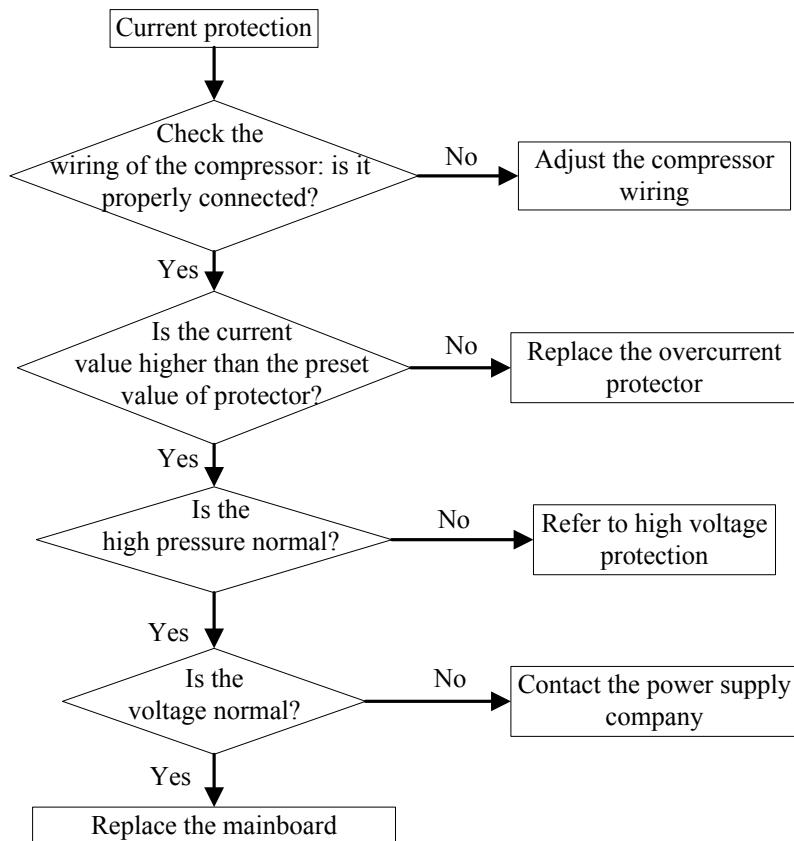 Current protection
Check the
wiring of the compressor: is it
properly connected?
No
Adjust the compressor
wiring
Yes
Is the current
value higher than the preset
value of protector?
No
Replace the overcurrent
protector
Yes
Is the
high pressure normal?
No
Refer to high voltage
protection
Yes
Is the
voltage normal?
No
Contact the power supply
company
Yes
Replace the mainboard